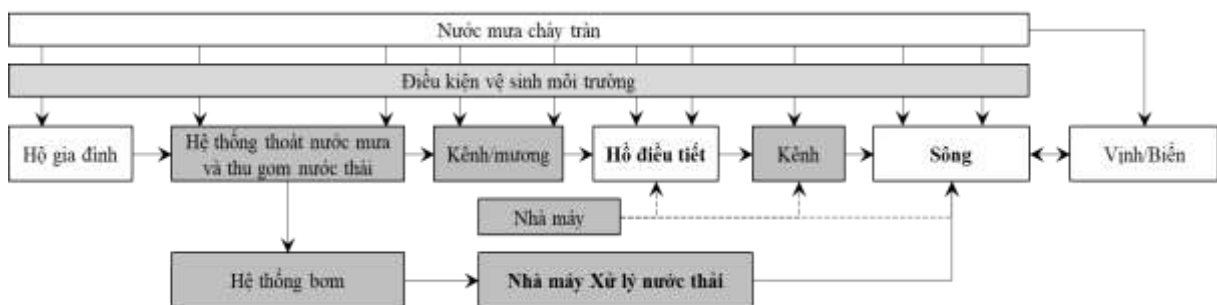 Nước mưa chảy tràn
Điều kiện vệ sinh môi trường
Hộ gia đình
Hệ thống thoát nước mưa
và thu gom nước thải
Kênh/mương
Hồ điều tiết
Kênh
Sông
Vịnh/Biển
Nhà máy
Hệ thống bơm
Nhà máy Xử lý nước thải